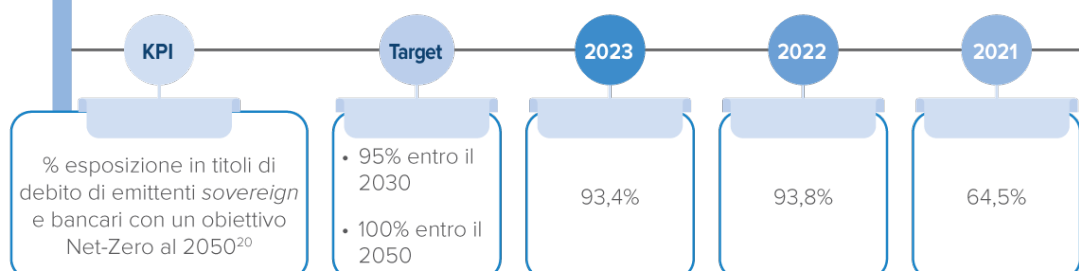 KPI
Target
2023
2022
2021
% esposizione in titoli di
debito di emittenti sovereign
e bancari con un obiettivo
Net-Zero al 2050²⁰
• 95% entro il
2030
• 100% entro il
2050
93,4%
93,8%
64,5%